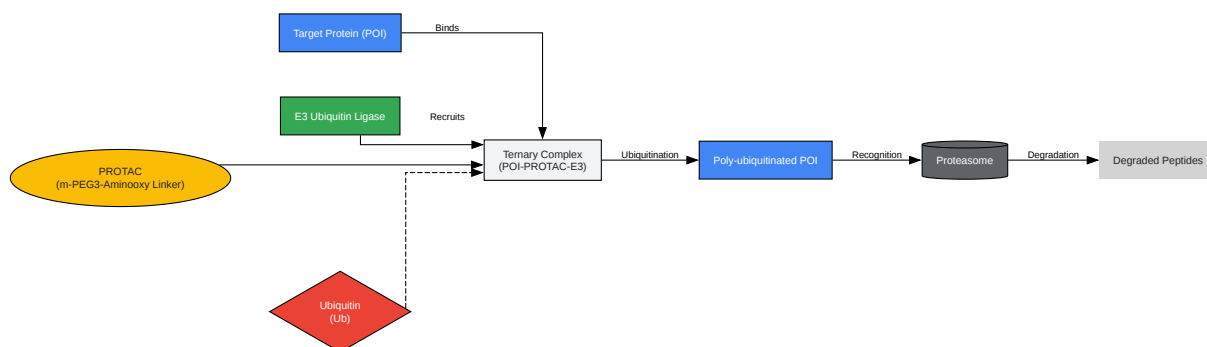 Target Protein (POI)
Binds
E3 Ubiquitin Ligase
Recruits
PROTAC
(m-PEG3-Aminooxy Linker)
Ternary Complex
(POI-PROTAC-E3)
Ubiquitination
Poly-ubiquitinated POI
Recognition
Proteasome
Degradation
Degraded Peptides
Ubiquitin
(Ub)